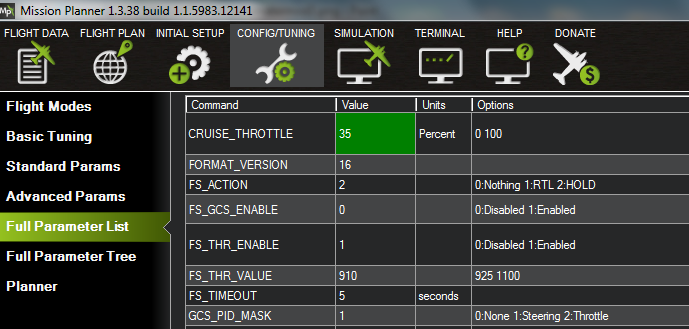 Mission Planner 1.3.38 build 1.1.5983.12141
FLIGHT DATA FLIGHT PLAN INITIAL SETUP CONFIG/TUNING SIMULATION TERMINAL HELP DONATE
Flight Modes
Basic Tuning
Standard Params
Advanced Params
Full Parameter List
Full Parameter Tree
Planner
Command Value Units Options
CRUISE_THROTTLE 35 Percent 0 100
FORMAT_VERSION 16
FS_ACTION 2 0:Nothing 1:RTL 2:HOLD
FS_GCS_ENABLE 0 0:Disabled 1:Enabled
FS_THR_ENABLE 1 0:Disabled 1:Enabled
FS_THR_VALUE 910 925 1100
FS_TIMEOUT 5 seconds
GCS_PID_MASK 1 0:None 1:Steering 2:Throttle